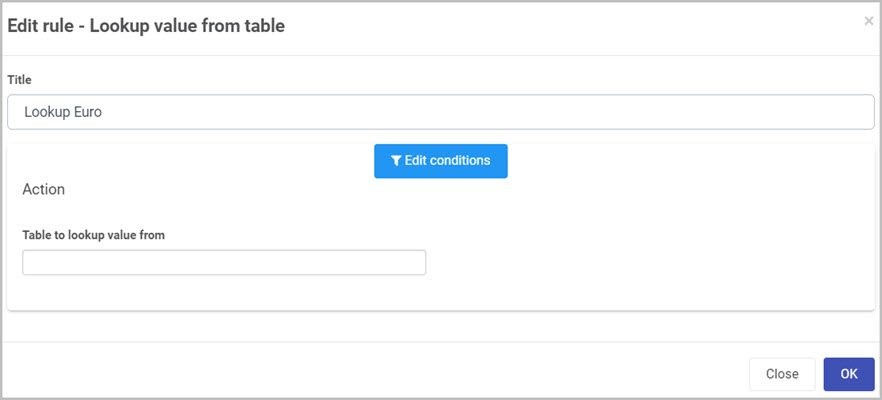 Edit rule - Lookup value from table
×
Title
Lookup Euro
Edit conditions
Action
Table to lookup value from
Close
OK